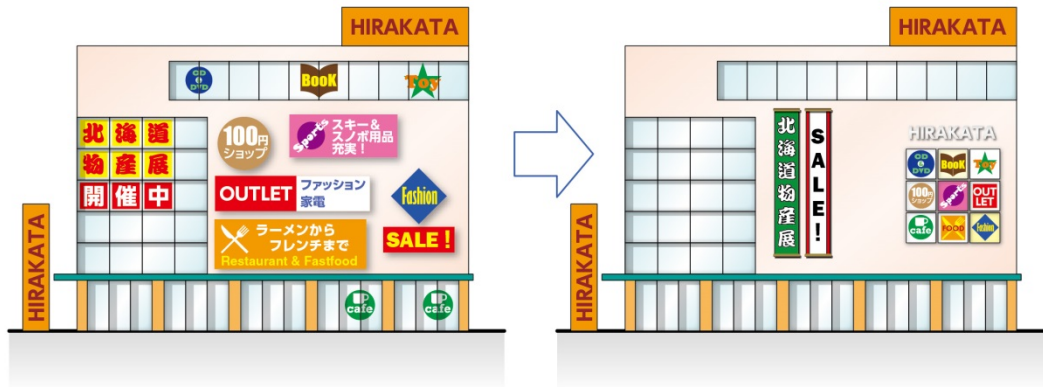 HIRAKATA
CD & DVD
BooK
Toy
北海道
物産展
開催中
100円
ショップ
Sports
スキー&
スノボ用品
充実!
OUTLET
ファッション
家電
Fashion
ラーメンから
フレンチまで
Restaurant & Fastfood
SALE!
HIRAKATA
cafe
cafe
HIRAKATA
北海道物産展
SALE!
HIRAKATA
CD & DVD
BooK
Toy
100円
ショップ
Sports
OUT
LET
cafe
FOOD
Fashion
HIRAKATA